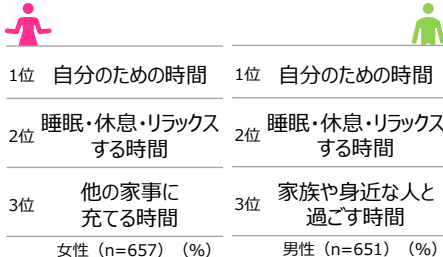 1位 自分のための時間
2位 睡眠・休息・リラックス
する時間
3位 他の家事に
充てる時間
女性（n=657）（%）
1位 自分のための時間
2位 睡眠・休息・リラックス
する時間
3位 家族や身近な人と
過ごす時間
男性（n=651）（%）